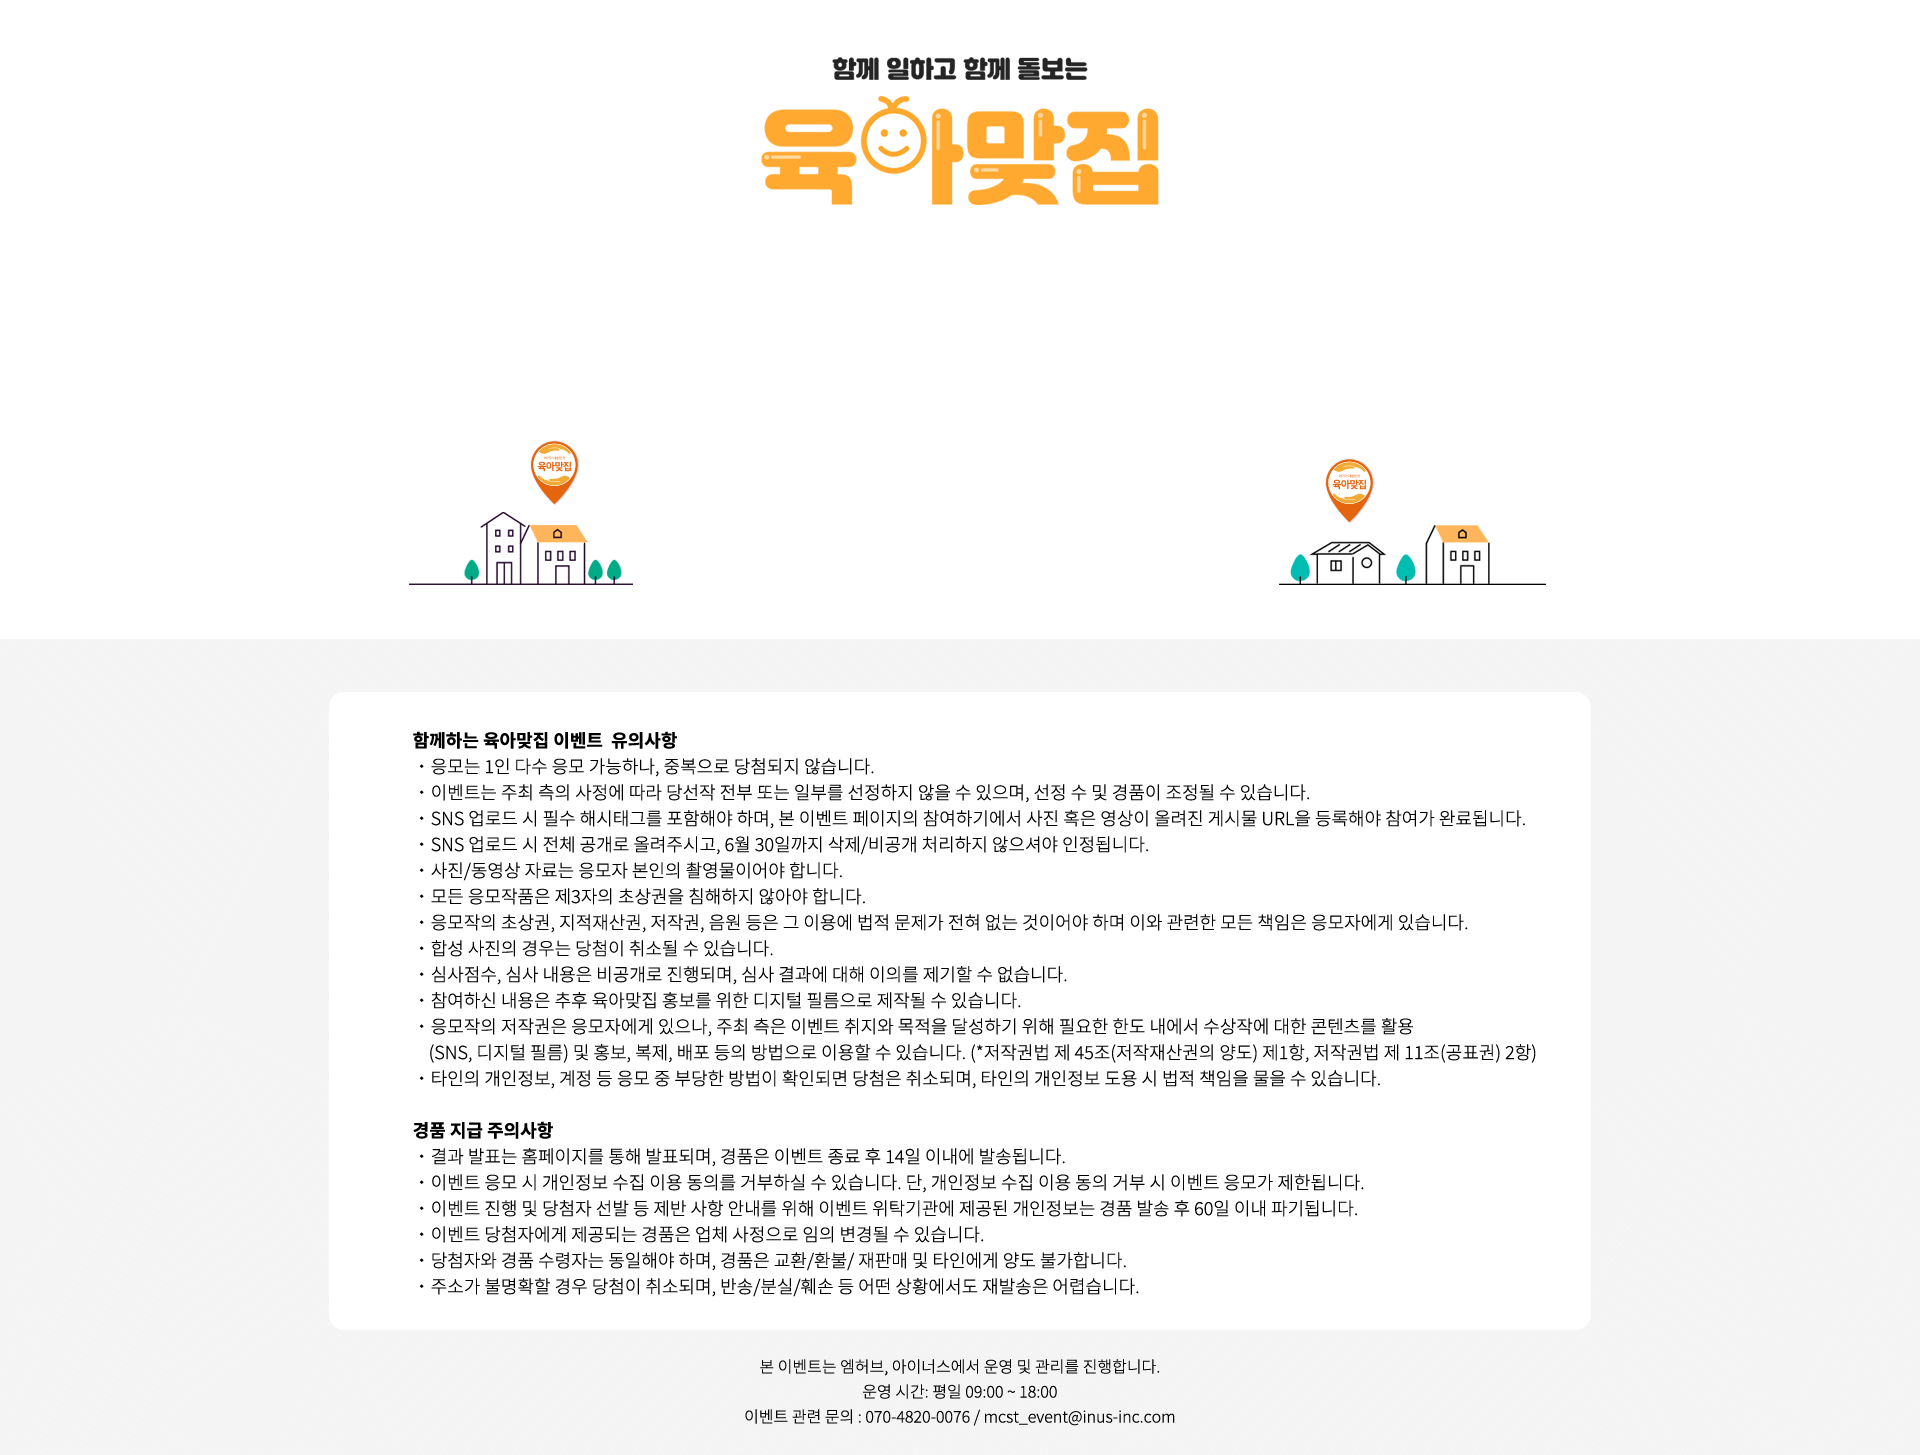 함께 일하고 함께 돌보는
육아맛집
육아맛집
육아맛집
함께하는 육아맛집 이벤트 유의사항
・응모는 1인 다수 응모 가능하나, 중복으로 당첨되지 않습니다.
・이벤트는 주최 측의 사정에 따라 당선작 전부 또는 일부를 선정하지 않을 수 있으며, 선정 수 및 경품이 조정될 수 있습니다.
・SNS 업로드 시 필수 해시태그를 포함해야 하며, 본 이벤트 페이지의 참여하기에서 사진 혹은 영상이 올려진 게시물 URL을 등록해야 참여가 완료됩니다.
・SNS 업로드 시 전체 공개로 올려주시고, 6월 30일까지 삭제/비공개 처리하지 않으셔야 인정됩니다.
・사진/동영상 자료는 응모자 본인의 촬영물이어야 합니다.
・모든 응모작품은 제3자의 초상권을 침해하지 않아야 합니다.
・응모작의 초상권, 지적재산권, 저작권, 음원 등은 그 이용에 법적 문제가 전혀 없는 것이어야 하며 이와 관련한 모든 책임은 응모자에게 있습니다.
・합성 사진의 경우는 당첨이 취소될 수 있습니다.
・심사점수, 심사 내용은 비공개로 진행되며, 심사 결과에 대해 이의를 제기할 수 없습니다.
・참여하신 내용은 추후 육아맛집 홍보를 위한 디지털 필름으로 제작될 수 있습니다.
・응모작의 저작권은 응모자에게 있으나, 주최 측은 이벤트 취지와 목적을 달성하기 위해 필요한 한도 내에서 수상작에 대한 콘텐츠를 활용
(SNS, 디지털 필름) 및 홍보, 복제, 배포 등의 방법으로 이용할 수 있습니다. (*저작권법 제 45조(저작재산권의 양도) 제1항, 저작권법 제 11조(공표권) 2항)
・타인의 개인정보, 계정 등 응모 중 부당한 방법이 확인되면 당첨은 취소되며, 타인의 개인정보 도용 시 법적 책임을 물을 수 있습니다.
경품 지급 주의사항
・결과 발표는 홈페이지를 통해 발표되며, 경품은 이벤트 종료 후 14일 이내에 발송됩니다.
・이벤트 응모 시 개인정보 수집 이용 동의를 거부하실 수 있습니다. 단, 개인정보 수집 이용 동의 거부 시 이벤트 응모가 제한됩니다.
・이벤트 진행 및 당첨자 선발 등 제반 사항 안내를 위해 이벤트 위탁기관에 제공된 개인정보는 경품 발송 후 60일 이내 파기됩니다.
・이벤트 당첨자에게 제공되는 경품은 업체 사정으로 임의 변경될 수 있습니다.
・당첨자와 경품 수령자는 동일해야 하며, 경품은 교환/환불/ 재판매 및 타인에게 양도 불가합니다.
・주소가 불명확할 경우 당첨이 취소되며, 반송/분실/훼손 등 어떤 상황에서도 재발송은 어렵습니다.
본 이벤트는 엠허브, 아이너스에서 운영 및 관리를 진행합니다.
운영 시간: 평일 09:00 ~ 18:00
이벤트 관련 문의 : 070-4820-0076 / mcst_event@inus-inc.com